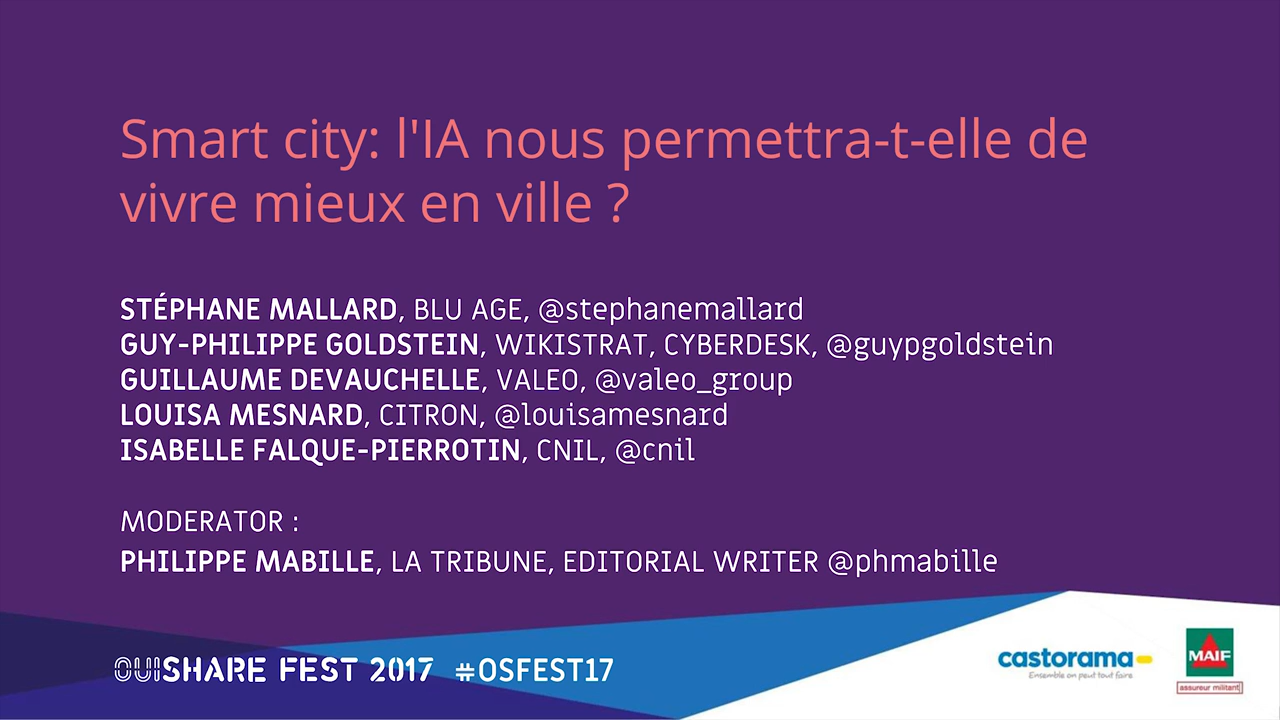 Smart city: l'IA nous permettra-t-elle de
vivre mieux en ville ?
STÉPHANE MALLARD, BLU AGE, @stephanemallard
GUY-PHILIPPE GOLDSTEIN, WIKISTRAT, CYBERDESK, @guypgoldstein
GUILLAUME DEVAUCHELLE, VALEO, @valeo_group
LOUISA MESNARD, CITRON, @louisamesnard
ISABELLE FALQUE-PIERROTIN, CNIL, @cnil
MODERATOR :
PHILIPPE MABILLE, LA TRIBUNE, EDITORIAL WRITER @phmabille
OUISHARE FEST 2017 #OSFEST17
castorama
Ensemble on peut tout faire
MAIF
assureur militant